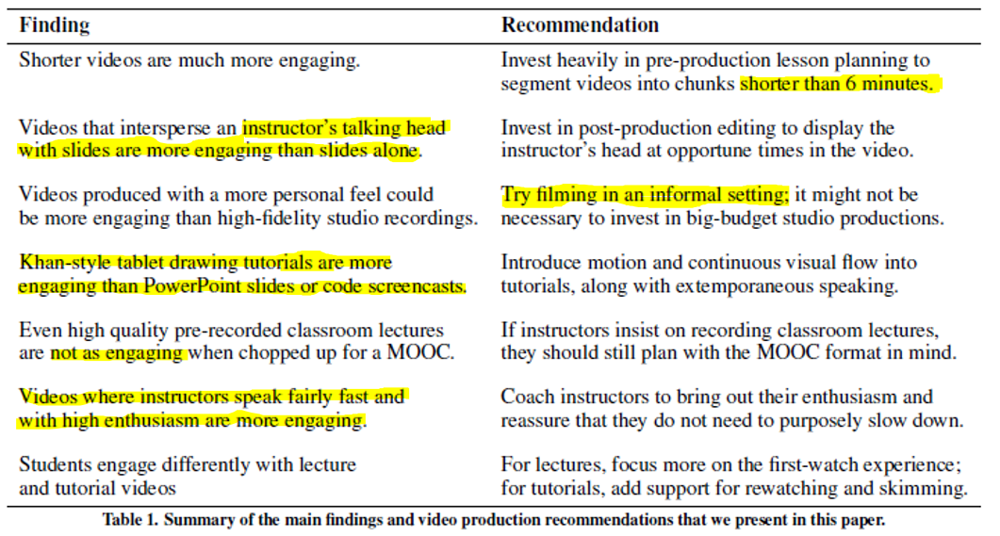 Finding Recommendation
Shorter videos are much more engaging. Invest heavily in pre-production lesson planning to
segment videos into chunks shorter than 6 minutes.
Videos that intersperse an instructor's talking head Invest in post-production editing to display the
with slides are more engaging than slides alone. instructor's head at opportune times in the video.
Videos produced with a more personal feel could Try filming in an informal setting; it might not be
be more engaging than high-fidelity studio recordings. necessary to invest in big-budget studio productions.
Khan-style tablet drawing tutorials are more Introduce motion and continuous visual flow into
engaging than PowerPoint slides or code screencasts. tutorials, along with extemporaneous speaking.
Even high quality pre-recorded classroom lectures If instructors insist on recording classroom lectures,
are not as engaging when chopped up for a MOOC. they should still plan with the MOOC format in mind.
Videos where instructors speak fairly fast and Coach instructors to bring out their enthusiasm and
with high enthusiasm are more engaging. reassure that they do not need to purposely slow down.
Students engage differently with lecture For lectures, focus more on the first-watch experience;
and tutorial videos for tutorials, add support for rewatching and skimming.
Table 1. Summary of the main findings and video production recommendations that we present in this paper.